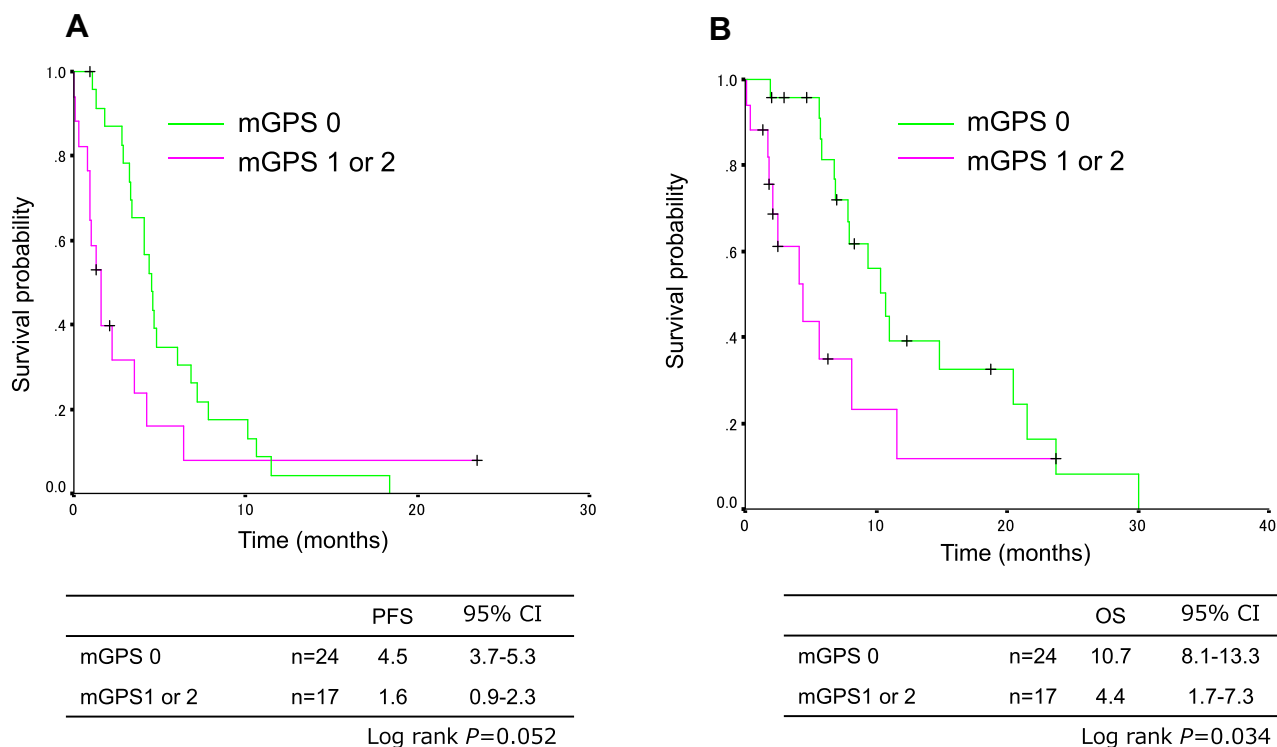 A
1.0
.8
.6
.4
.2
0.0
Survival probability
mGPS 0
mGPS 1 or 2
0 10 20 30
Time (months)
PFS 95% CI
mGPS 0 n=24 4.5 3.7-5.3
mGPS1 or 2 n=17 1.6 0.9-2.3
Log rank P=0.052
B
1.0
.8
.6
.4
.2
0.0
Survival probability
mGPS 0
mGPS 1 or 2
0 10 20 30 40
Time (months)
OS 95% CI
mGPS 0 n=24 10.7 8.1-13.3
mGPS1 or 2 n=17 4.4 1.7-7.3
Log rank P=0.034